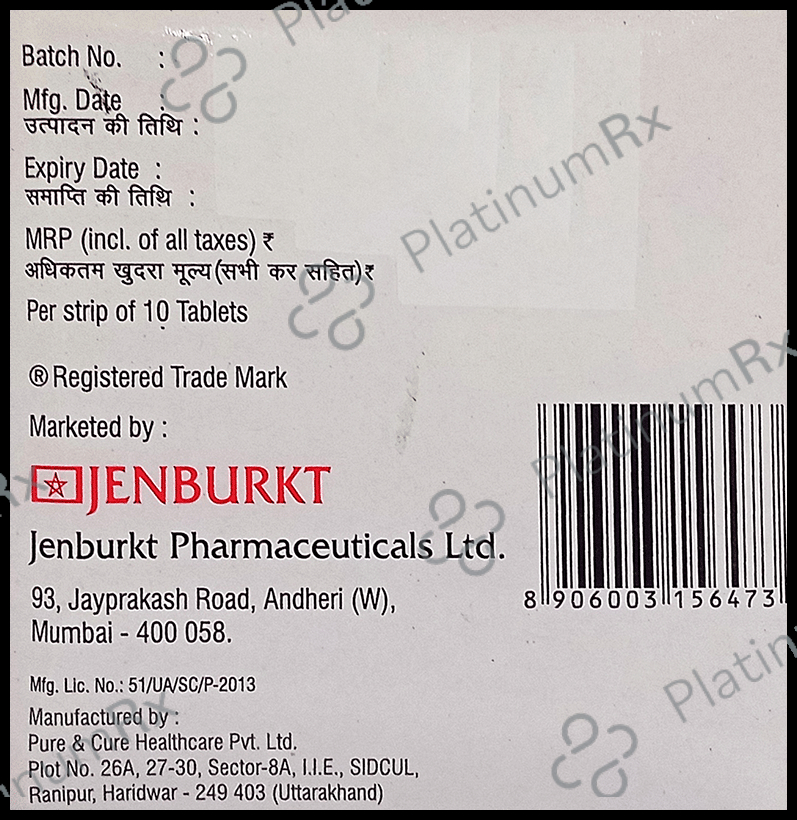 Batch No. :
Mfg. Date :
उत्पादन की तिथि :
Expiry Date :
समाप्ति की तिथि :
MRP (incl. of all taxes) ₹
अधिकतम खुदरा मूल्य (सभी कर सहित) ₹
Per strip of 10 Tablets
® Registered Trade Mark
Marketed by :
JENBURKT
Jenburkt Pharmaceuticals Ltd.
93, Jayprakash Road, Andheri (W),
Mumbai - 400 058.
8 906003 156473
Mfg. Lic. No.: 51/UA/SC/P-2013
Manufactured by :
Pure & Cure Healthcare Pvt. Ltd.
Plot No. 26A, 27-30, Sector-8A, I.I.E., SIDCUL,
Ranipur, Haridwar - 249 403 (Uttarakhand)
PlatinumRx
PlatinumRx